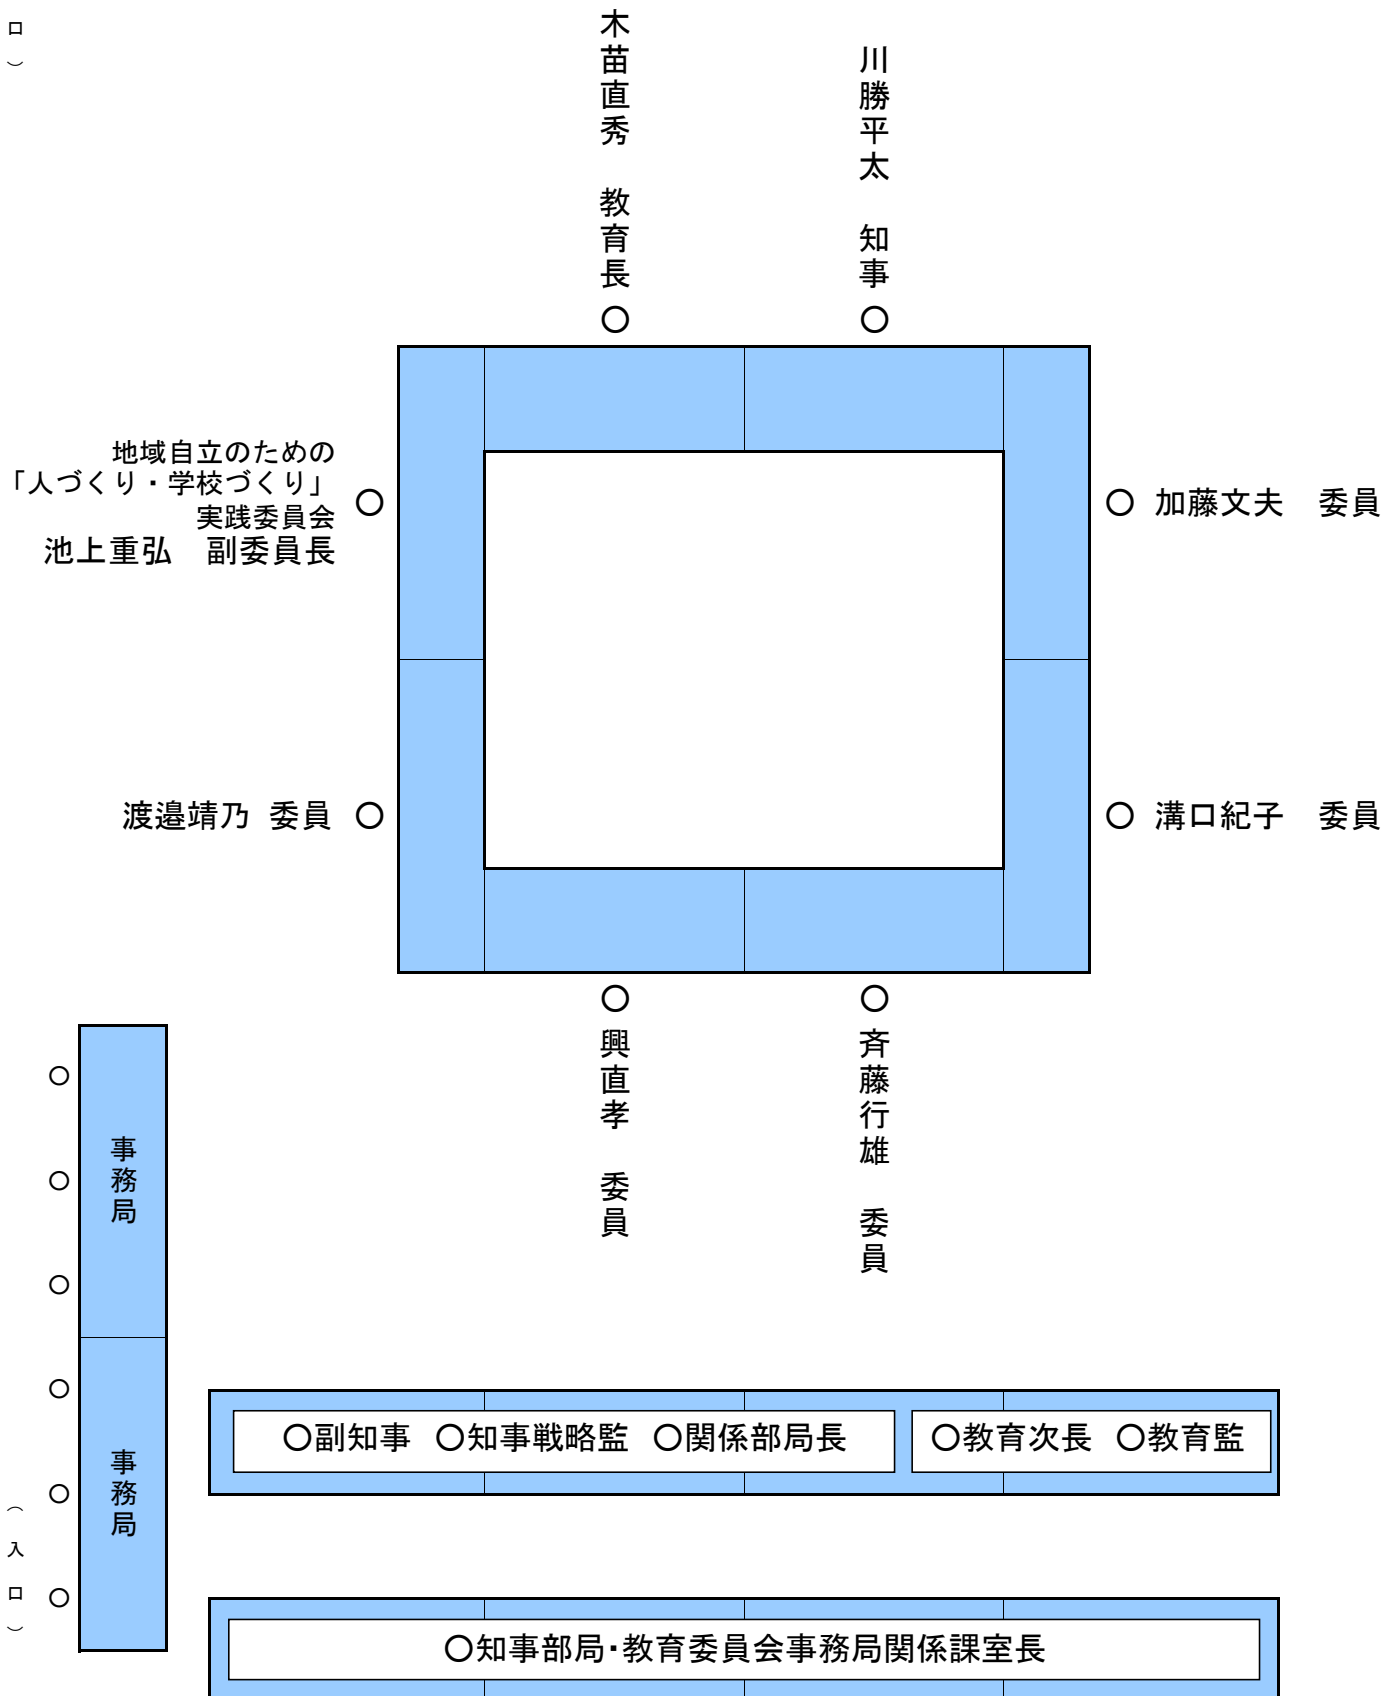 口）
木苗直秀　教育長
川勝平太　知事
○
○
地域自立のための
「人づくり・学校づくり」
実践委員会
池上重弘　副委員長
○
○ 加藤文夫　委員
渡邉靖乃 委員 ○
○ 溝口紀子　委員
○
○
興直孝　委員
斉藤行雄　委員
事務局
事務局
○
○
○
○
○
○
○副知事 ○知事戦略監 ○関係部局長
○教育次長 ○教育監
（入口）
○知事部局・教育委員会事務局関係課室長